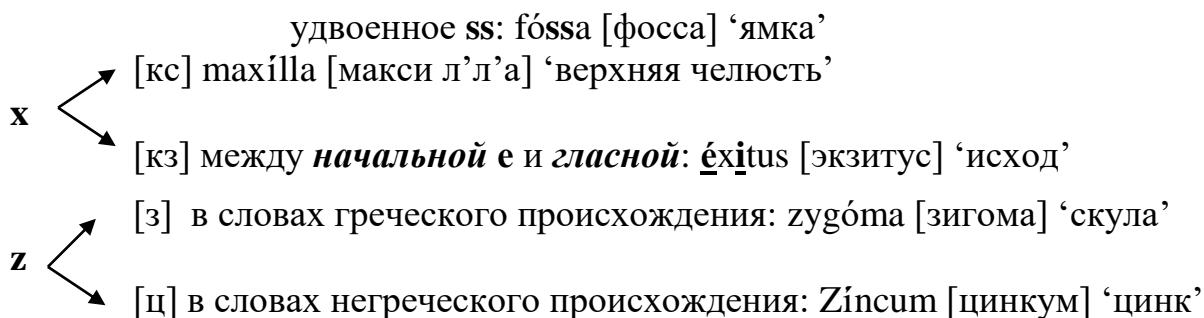 удвоенное ss: fóssa [фосса] ‘ямка’
[кс] maxílla [макси л’л’а] ‘верхняя челюсть’
x
[кз] между начальной е и гласной: éxitus [экзитус] ‘исход’
[з] в словах греческого происхождения: zygóma [зигома] ‘скула’
z
[ц] в словах негреческого происхождения: Zíncum [цинкум] ‘цинк’